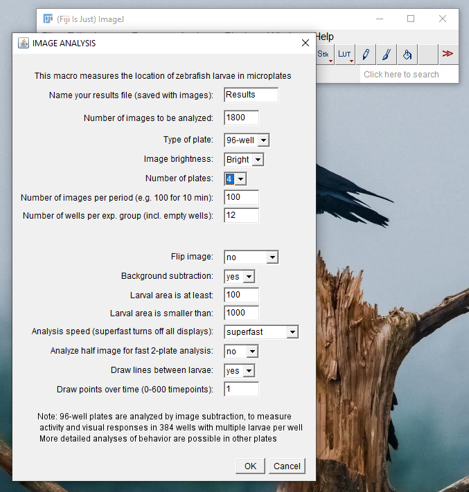 (Fiji Is Just) ImageJ
IMAGE ANALYSIS
Help
Stk
LUT
Click here to search
This macro measures the location of zebrafish larvae in microplates
Name your results file (saved with images): Results
Number of images to be analyzed: 1800
Type of plate: 96-well
Image brightness: Bright
Number of plates: 4
Number of images per period (e.g. 100 for 10 min): 100
Number of wells per exp. group (incl. empty wells): 12
Flip image: no
Background subtraction: yes
Larval area is at least: 100
Larval area is smaller than: 1000
Analysis speed (superfast turns off all displays): superfast
Analyze half image for fast 2-plate analysis: no
Draw lines between larvae: yes
Draw points over time (0-600 timepoints): 1
Note: 96-well plates are analyzed by image subtraction, to measure
activity and visual responses in 384 wells with multiple larvae per well
More detailed analyses of behavior are possible in other plates
OK Cancel